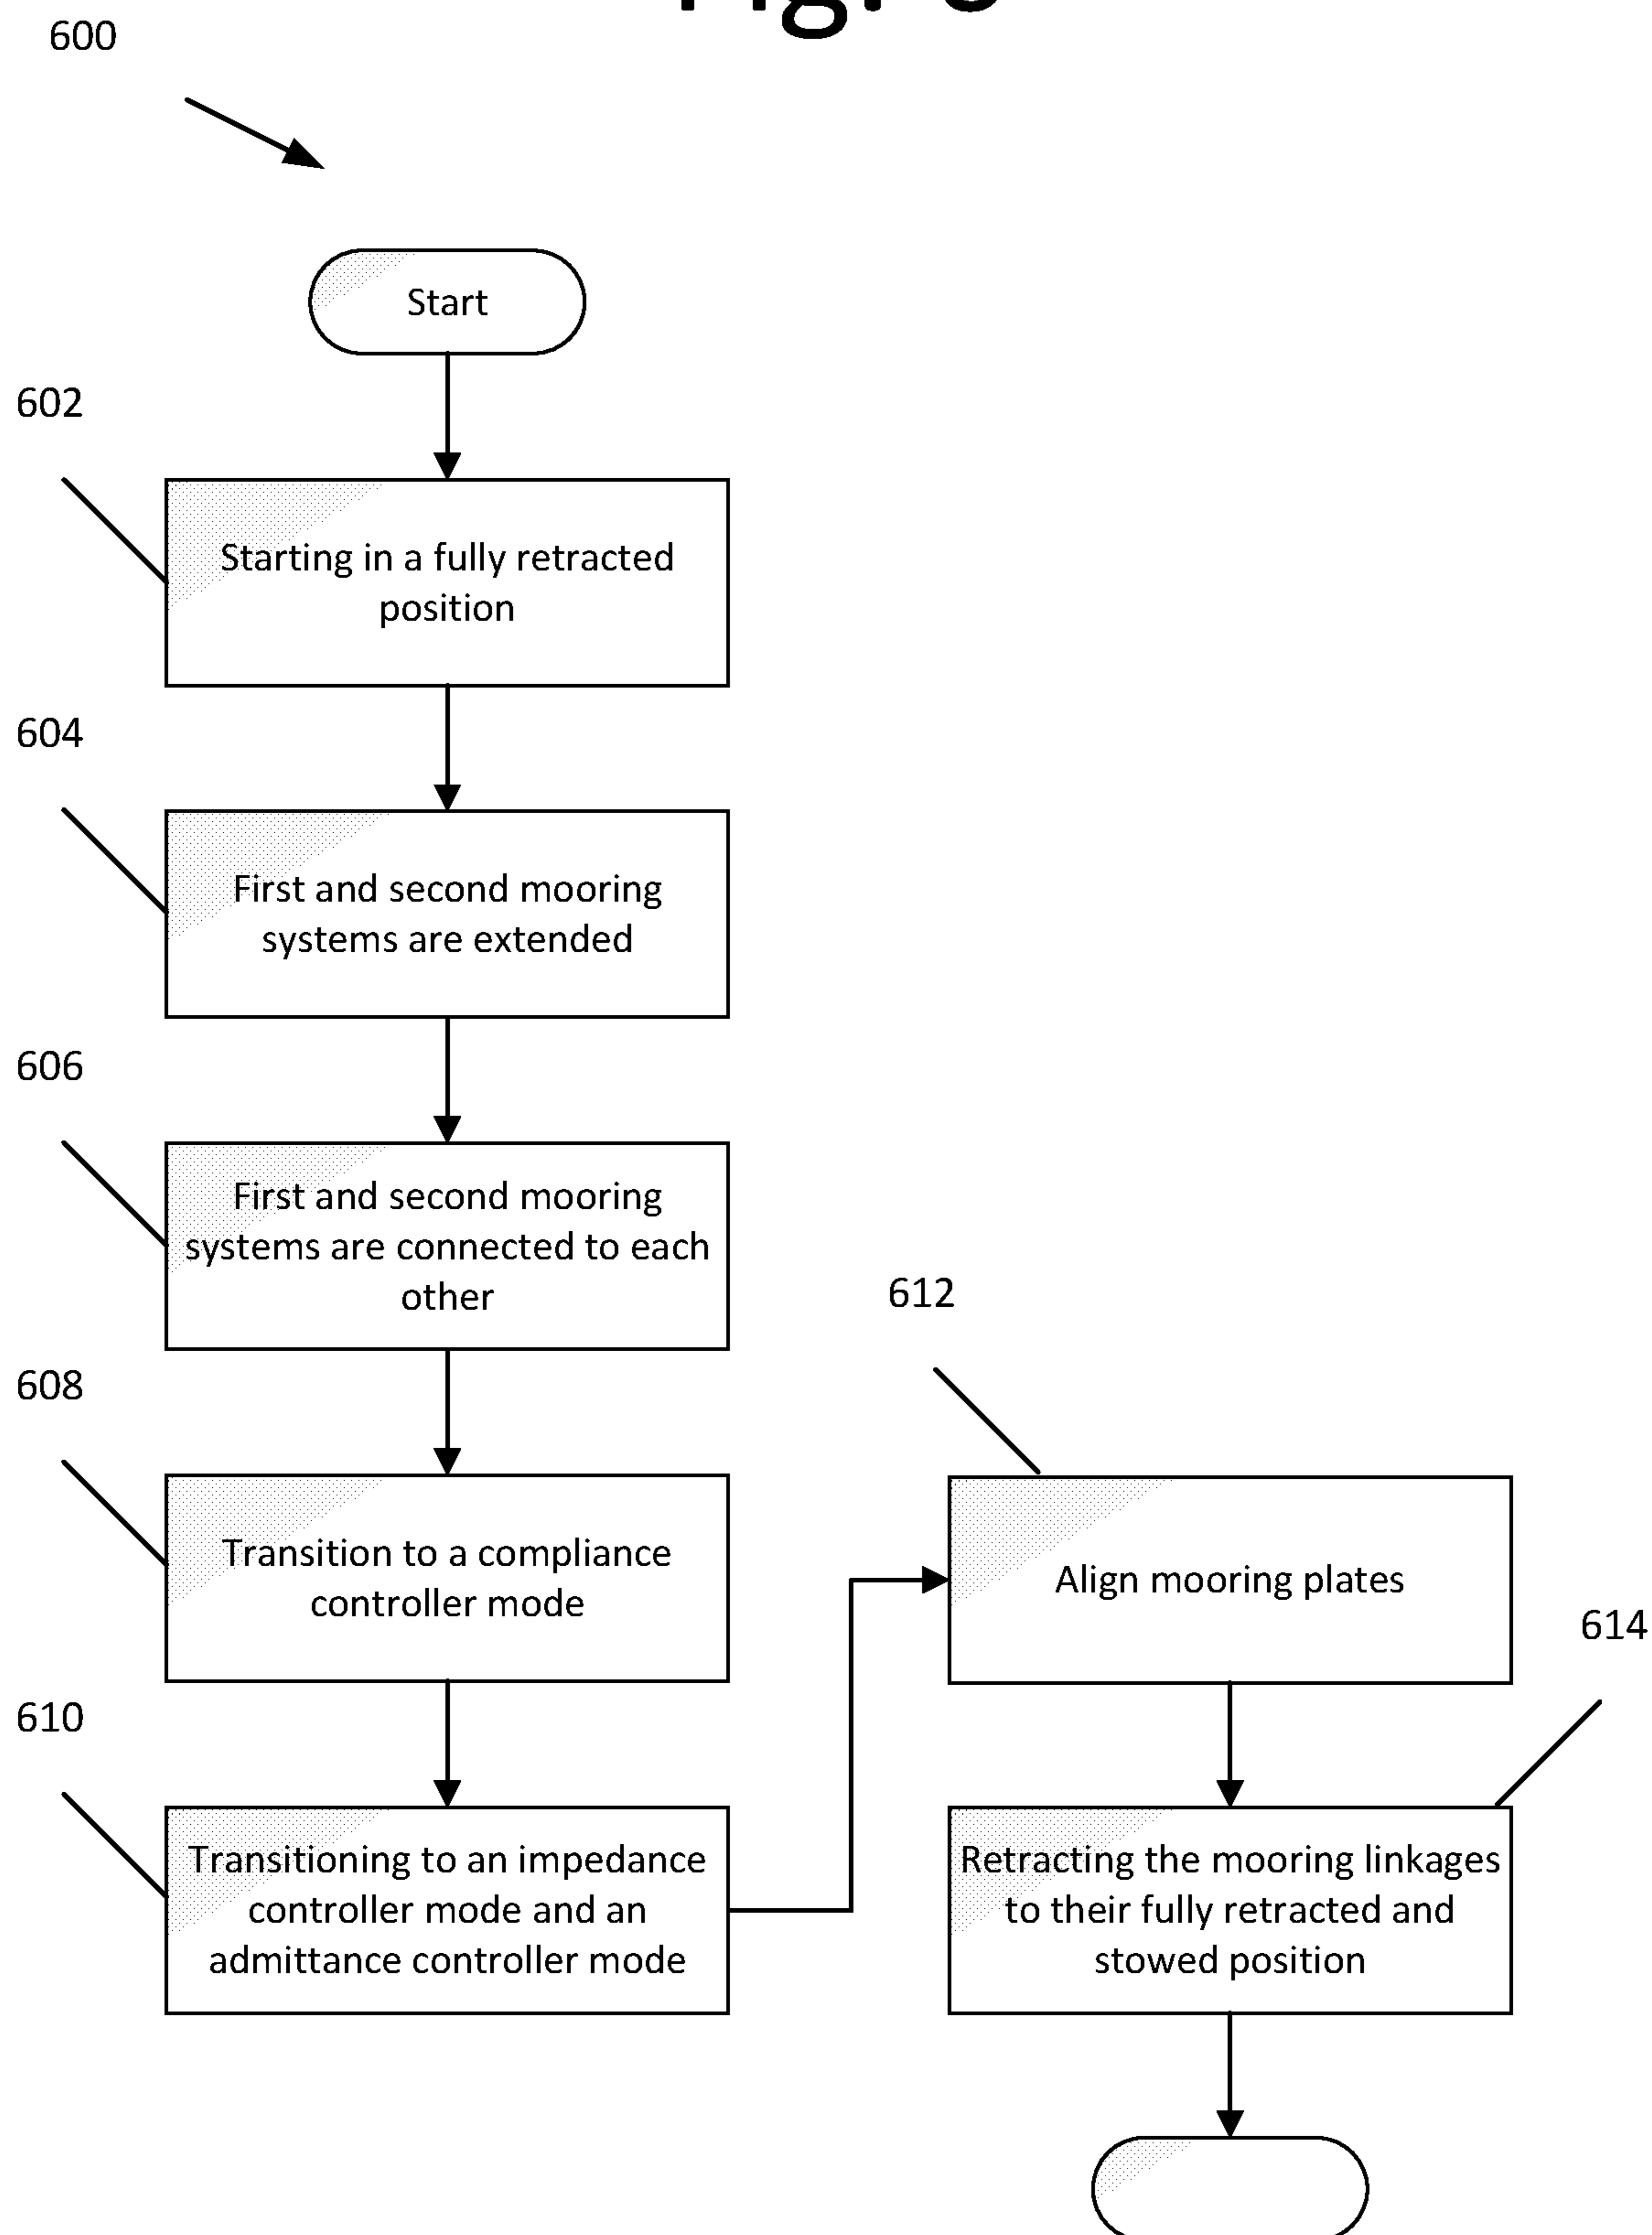 600
Start
602
Starting in a fully retracted
position
604
First and second mooring
systems are extended
606
First and second mooring
systems are connected to each
other
608
Transition to a compliance
controller mode
610
Transitioning to an impedance
controller mode and an
admittance controller mode
612
Align mooring plates
614
Retracting the mooring linkages
to their fully retracted and
stowed position